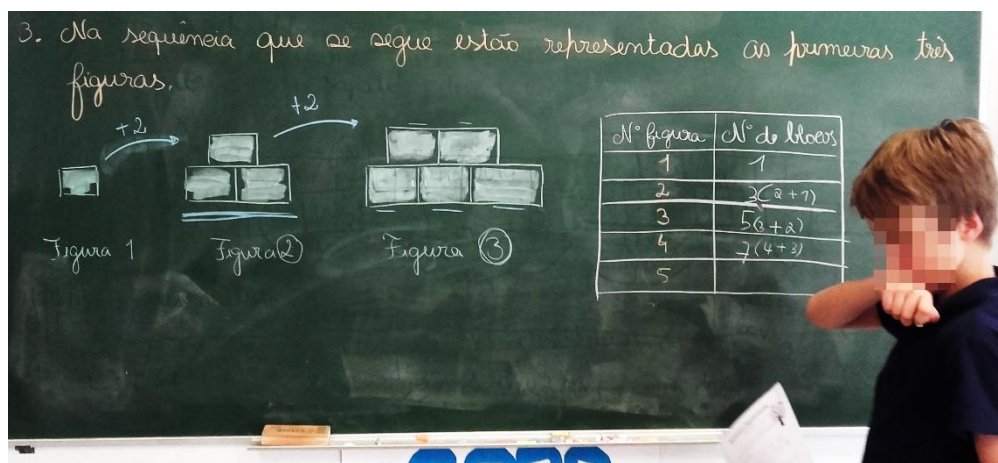 3. Na sequência que se segue estão representadas as primeiras três
figuras.
+2
+2
Figura 1
Figura 2
Figura 3
Nº figura Nº de blocos
1 1
2 3(2+1)
3 5(3+2)
4 7(4+3)
5